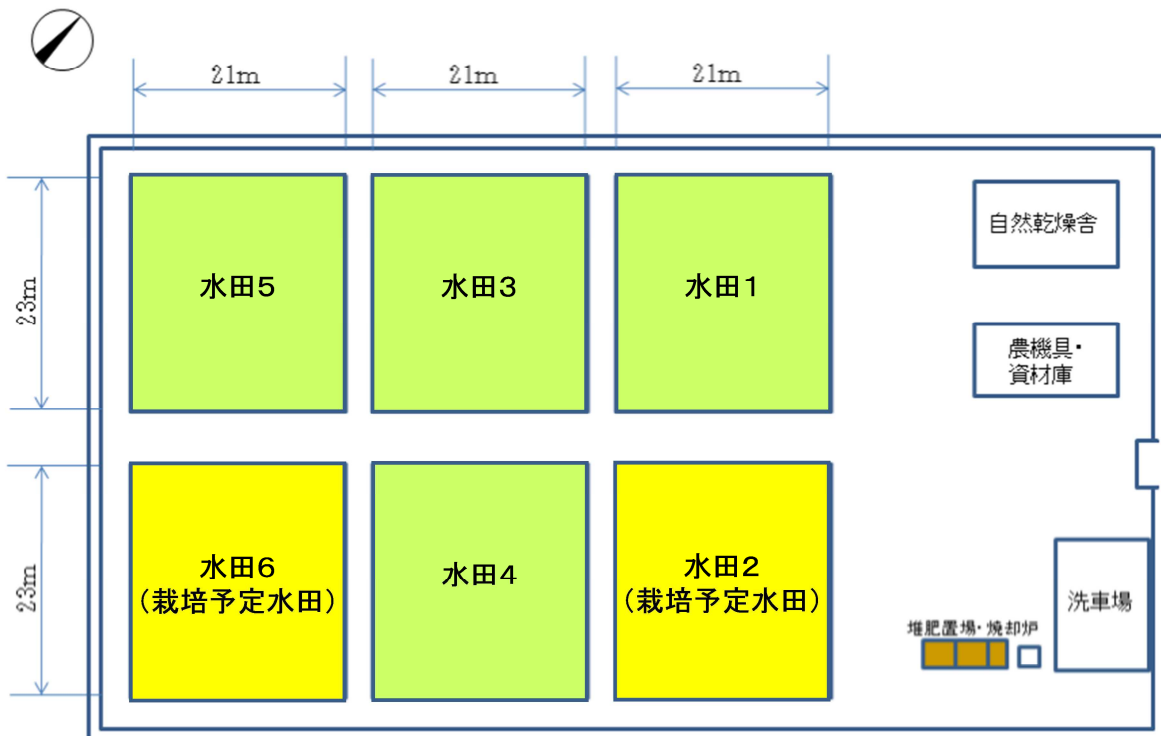 21m
21m
21m
23m
水田5
水田3
水田1
自然乾燥舎
農機具・
資材庫
23m
水田6
(栽培予定水田)
水田4
水田2
(栽培予定水田)
洗車場
堆肥置場・焼却炉